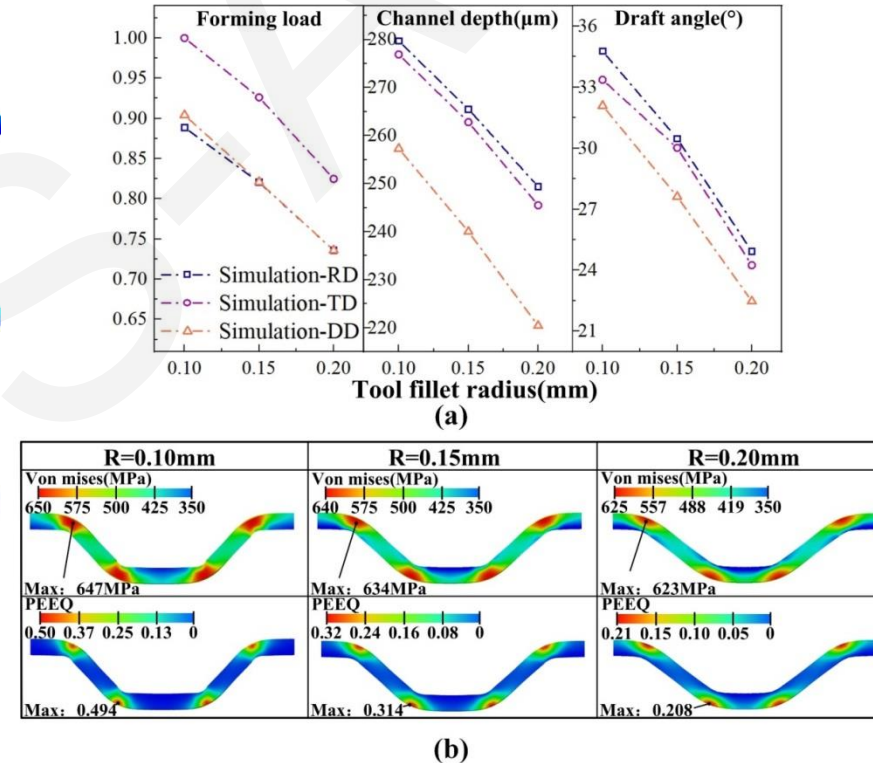 Forming load Channel depth(μm) Draft angle(°)
1.00
0.95
0.90
0.85
0.80
0.75
0.70
0.65
280
270
260
250
240
230
220
36
33
30
27
24
21
Simulation-RD
Simulation-TD
Simulation-DD
0.10 0.15 0.20 0.10 0.15 0.20 0.10 0.15 0.20
Tool fillet radius(mm)
(a)
R=0.10mm R=0.15mm R=0.20mm
Von mises(MPa) Von mises(MPa) Von mises(MPa)
650 575 500 425 350 640 575 500 425 350 625 557 488 419 350
Max：647MPa Max：634MPa Max：623MPa
PEEQ PEEQ PEEQ
0.50 0.37 0.25 0.13 0 0.32 0.24 0.16 0.08 0 0.21 0.15 0.10 0.05 0
Max：0.494 Max：0.314 Max：0.208
(b)